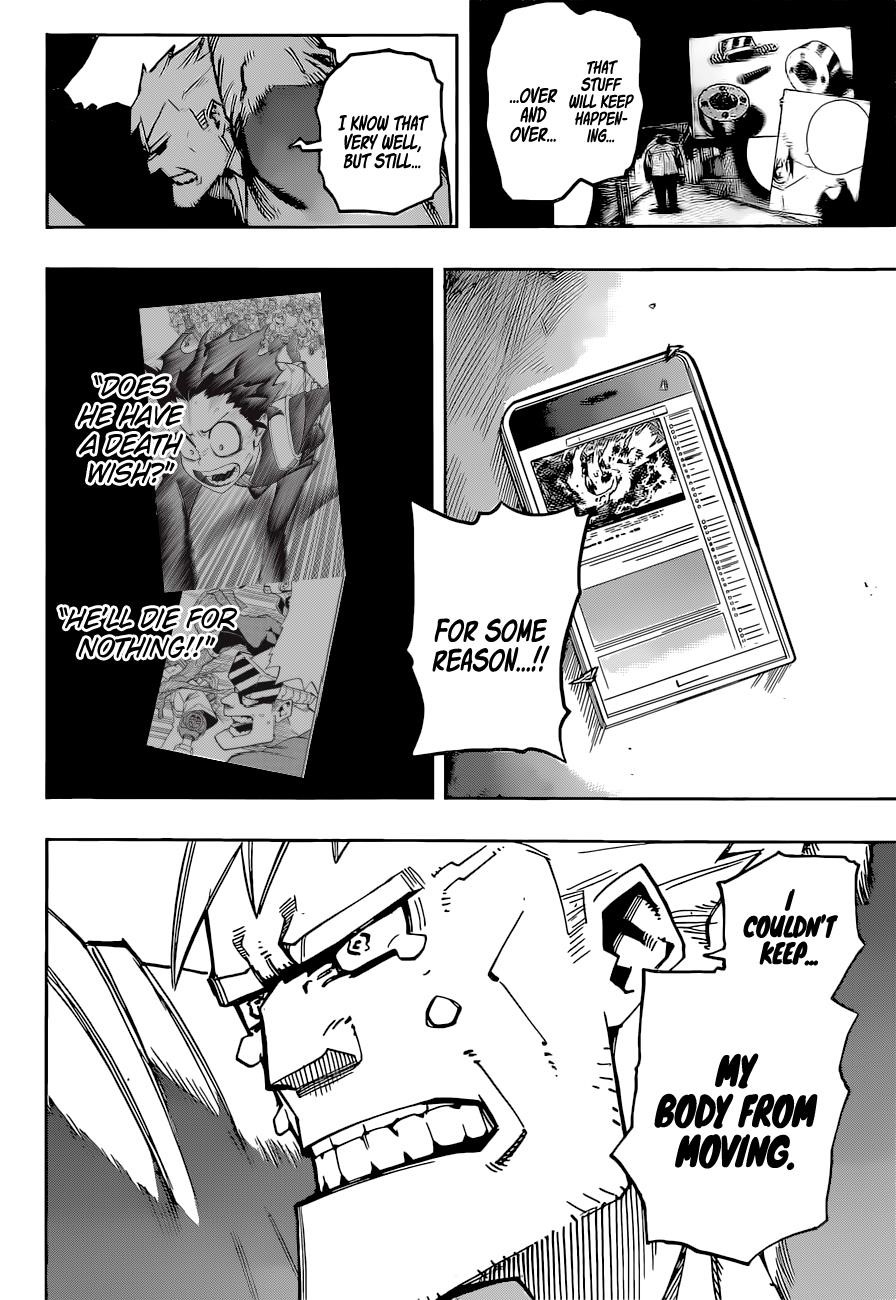 THAT
STUFF
WILL KEEP
HAPPEN-
ING...
...OVER
AND
OVER...
I KNOW THAT
VERY WELL,
BUT STILL...
FOR SOME
REASON...!!
"DOES
HE HAVE
A DEATH
WISH?"
"HE'LL DIE FOR
NOTHING!!"
I
COULDN'T
KEEP...
MY
BODY FROM
MOVING.